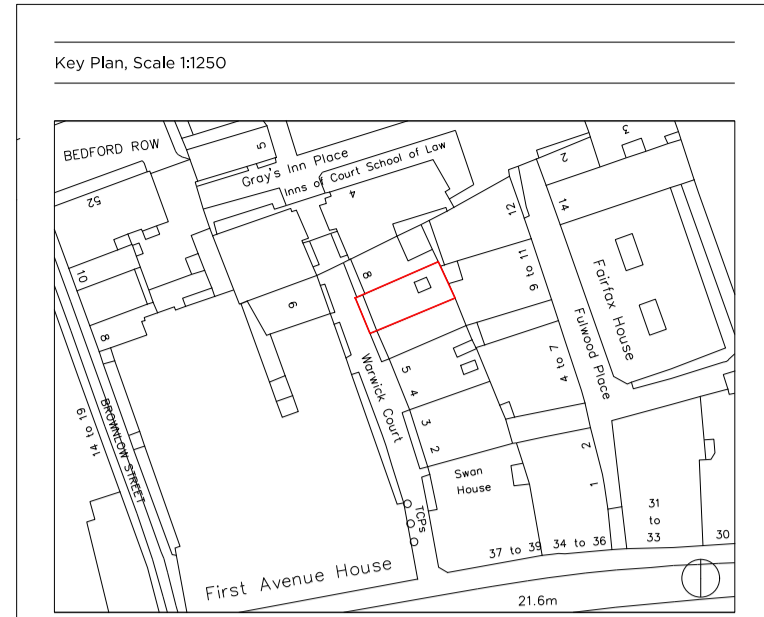 Key Plan, Scale 1:1250
BEDFORD ROW
5
Gray's Inn Place
Inns of Court School of Law
4
3
2
52
12
14
10
8
9 to 11
Fairfax House
6
8
Fulwood Place
Warwick Court
4 to 7
5
4
3
2
14 to 19
BROWNLOW STREET
Swan
House
2
1
TCPs
31
to
33
30
37 to 39
34 to 36
First Avenue House
21.6m